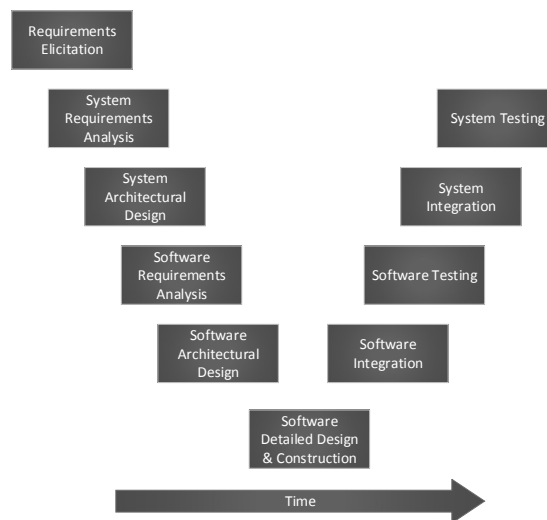 Requirements
Elicitation
System
Requirements
Analysis
System Testing
System
Architectural
Design
System
Integration
Software
Requirements
Analysis
Software Testing
Software
Architectural
Design
Software
Integration
Software
Detailed Design
& Construction
Time